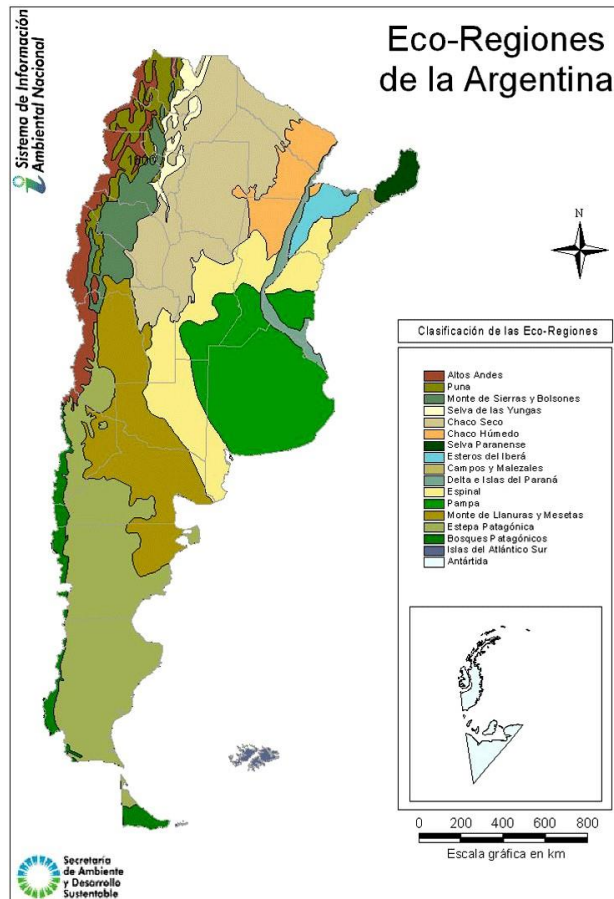 Sistema de Información
Ambiental Nacional
Eco-Regiones
de la Argentina
N
Clasificación de las Eco-Regiones
Altos Andes
Puna
Monte de Sierras y Bolsones
Selva de las Yungas
Chaco Seco
Chaco Húmedo
Selva Paranense
Esteros del Iberá
Campos y Malezales
Delta e Islas del Paraná
Espinal
Pampa
Monte de Llanuras y Mesetas
Estepa Patagónica
Bosques Patagónicos
Islas del Atlántico Sur
Antártida
0 200 400 600 800
Escala gráfica en km
Secretaría
de Ambiente
y Desarrollo
Sustentable